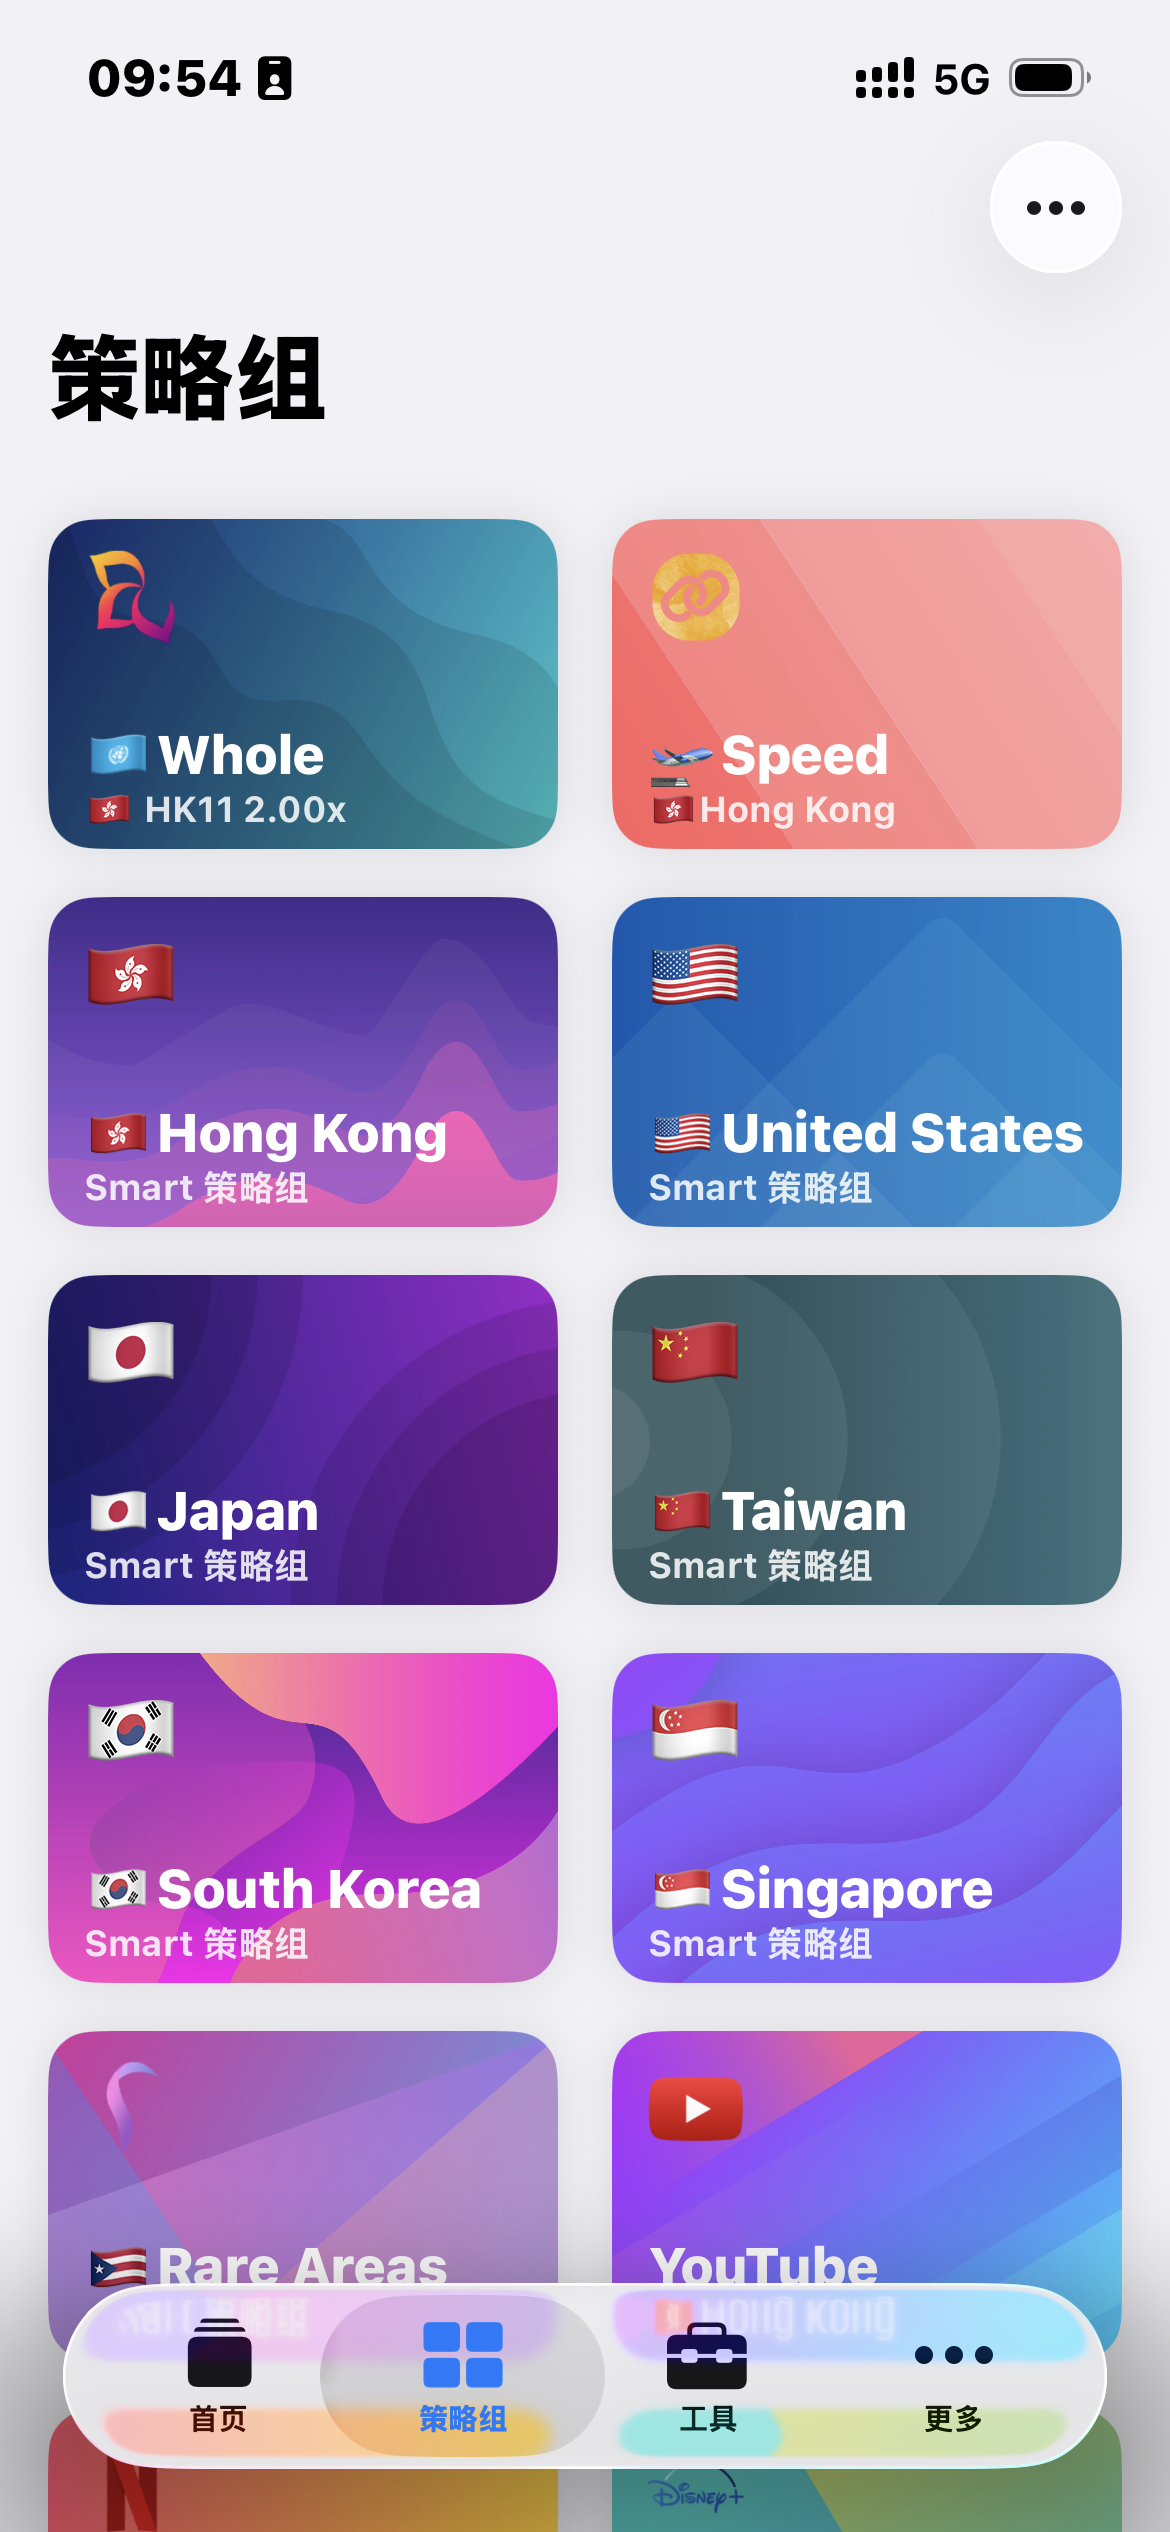 09:54
5G
策略组
Whole
HK11 2.00x
Speed
Hong Kong
Hong Kong
Smart 策略组
United States
Smart 策略组
Japan
Smart 策略组
Taiwan
Smart 策略组
South Korea
Smart 策略组
Singapore
Smart 策略组
Rare Areas
YouTube
Hong Kong
首页
策略组
工具
更多
N
Disney+